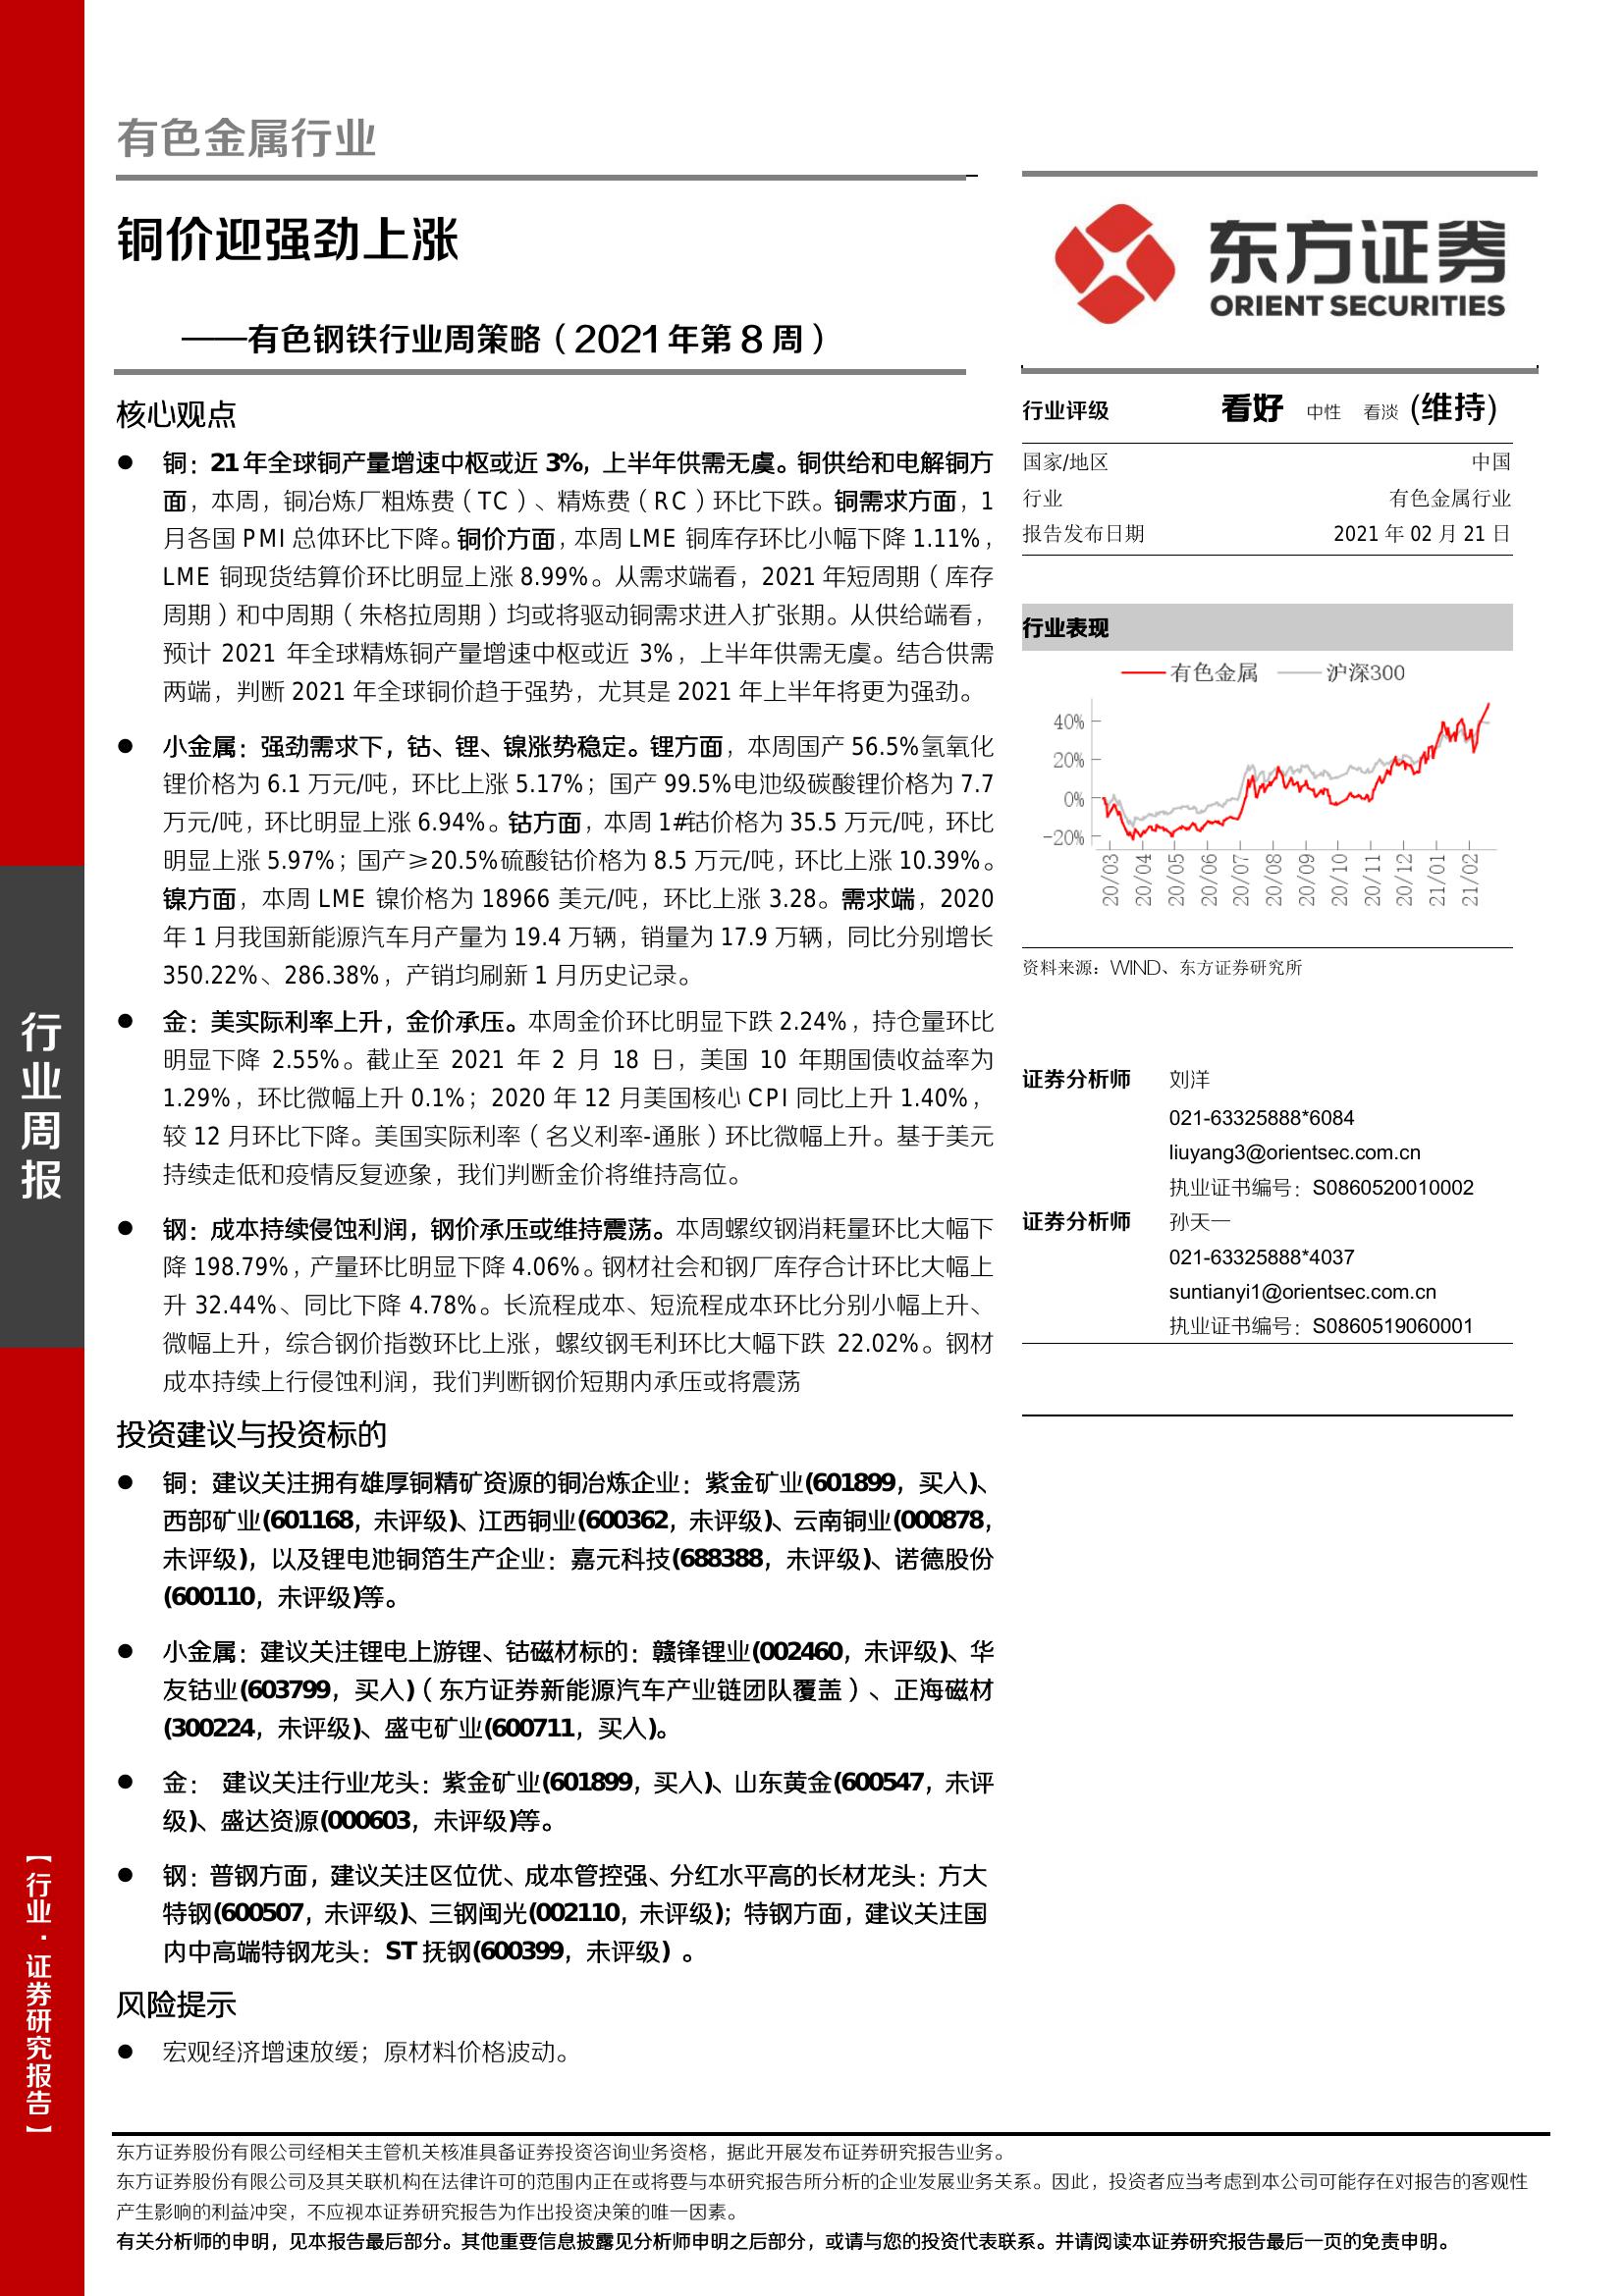 有色金属行业
铜价迎强劲上涨
——有色钢铁行业周策略（2021年第8周）
核心观点
● 铜：21年全球铜产量增速中枢或近3%，上半年供需无虞。铜供给和电解铜方
面，本周，铜冶炼厂粗炼费（TC）、精炼费（RC）环比下跌。铜需求方面，1
月各国PMI总体环比下降。铜价方面，本周LME 铜库存环比小幅下降1.11%，
LME 铜现货结算价环比明显上涨8.99%。从需求端看，2021年短周期（库存
周期）和中周期（朱格拉周期）均或将驱动铜需求进入扩张期。从供给端看，
预计 2021 年全球精炼铜产量增速中枢或近 3%，上半年供需无虞。结合供需
两端，判断2021年全球铜价趋于强势，尤其是2021年上半年将更为强劲。
● 小金属：强劲需求下，钴、锂、镍涨势稳定。锂方面，本周国产56.5%氢氧化
锂价格为6.1万元/吨，环比上涨5.17%；国产99.5%电池级碳酸锂价格为7.7
万元/吨，环比明显上涨6.94%。钴方面，本周1#钴价格为35.5万元/吨，环比
明显上涨5.97%；国产≥20.5%硫酸钴价格为8.5万元/吨，环比上涨10.39%。
镍方面，本周 LME 镍价格为 18966 美元/吨，环比上涨 3.28。需求端，2020
年1月我国新能源汽车月产量为19.4万辆，销量为17.9万辆，同比分别增长
350.22%、286.38%，产销均刷新1月历史记录。
● 金：美实际利率上升，金价承压。本周金价环比明显下跌2.24%，持仓量环比
明显下降 2.55%。截止至 2021 年 2 月 18 日，美国 10 年期国债收益率为
1.29%，环比微幅上升0.1%；2020年12月美国核心CPI同比上升1.40%，
较12月环比下降。美国实际利率（名义利率-通胀）环比微幅上升。基于美元
持续走低和疫情反复迹象，我们判断金价将维持高位。
● 钢：成本持续侵蚀利润，钢价承压或维持震荡。本周螺纹钢消耗量环比大幅下
降198.79%，产量环比明显下降4.06%。钢材社会和钢厂库存合计环比大幅上
升32.44%、同比下降4.78%。长流程成本、短流程成本环比分别小幅上升、
微幅上升，综合钢价指数环比上涨，螺纹钢毛利环比大幅下跌 22.02%。钢材
成本持续上行侵蚀利润，我们判断钢价短期内承压或将震荡
投资建议与投资标的
● 铜：建议关注拥有雄厚铜精矿资源的铜冶炼企业：紫金矿业(601899，买入)、
西部矿业(601168，未评级)、江西铜业(600362，未评级)、云南铜业(000878，
未评级)，以及锂电池铜箔生产企业：嘉元科技(688388，未评级)、诺德股份
(600110，未评级)等。
● 小金属：建议关注锂电上游锂、钴磁材标的：赣锋锂业(002460，未评级)、华
友钴业(603799，买入)（东方证券新能源汽车产业链团队覆盖）、正海磁材
(300224，未评级)、盛屯矿业(600711，买入)。
● 金： 建议关注行业龙头：紫金矿业(601899，买入)、山东黄金(600547，未评
级)、盛达资源(000603，未评级)等。
● 钢：普钢方面，建议关注区位优、成本管控强、分红水平高的长材龙头：方大
特钢(600507，未评级)、三钢闽光(002110，未评级)；特钢方面，建议关注国
内中高端特钢龙头：ST抚钢(600399，未评级) 。
风险提示
● 宏观经济增速放缓；原材料价格波动。
东方证券
ORIENT SECURITIES
行业评级 看好 中性 看淡 (维持)
国家/地区 中国
行业 有色金属行业
报告发布日期 2021年02月21日
行业表现
有色金属 沪深300
40%
20%
0%
-20%
20/03 20/04 20/05 20/06 20/07 20/08 20/09 20/10 20/11 20/12 21/01 21/02
资料来源：WIND、东方证券研究所
证券分析师 刘洋
021-63325888*6084
liuyang3@orientsec.com.cn
执业证书编号：S0860520010002
证券分析师 孙天一
021-63325888*4037
suntianyi1@orientsec.com.cn
执业证书编号：S0860519060001
行业周报
【行业·证券研究报告】
东方证券股份有限公司经相关主管机关核准具备证券投资咨询业务资格，据此开展发布证券研究报告业务。
东方证券股份有限公司及其关联机构在法律许可的范围内正在或将要与本研究报告所分析的企业发展业务关系。因此，投资者应当考虑到本公司可能存在对报告的客观性
产生影响的利益冲突，不应视本证券研究报告为作出投资决策的唯一因素。
有关分析师的申明，见本报告最后部分。其他重要信息披露见分析师申明之后部分，或请与您的投资代表联系。并请阅读本证券研究报告最后一页的免责申明。